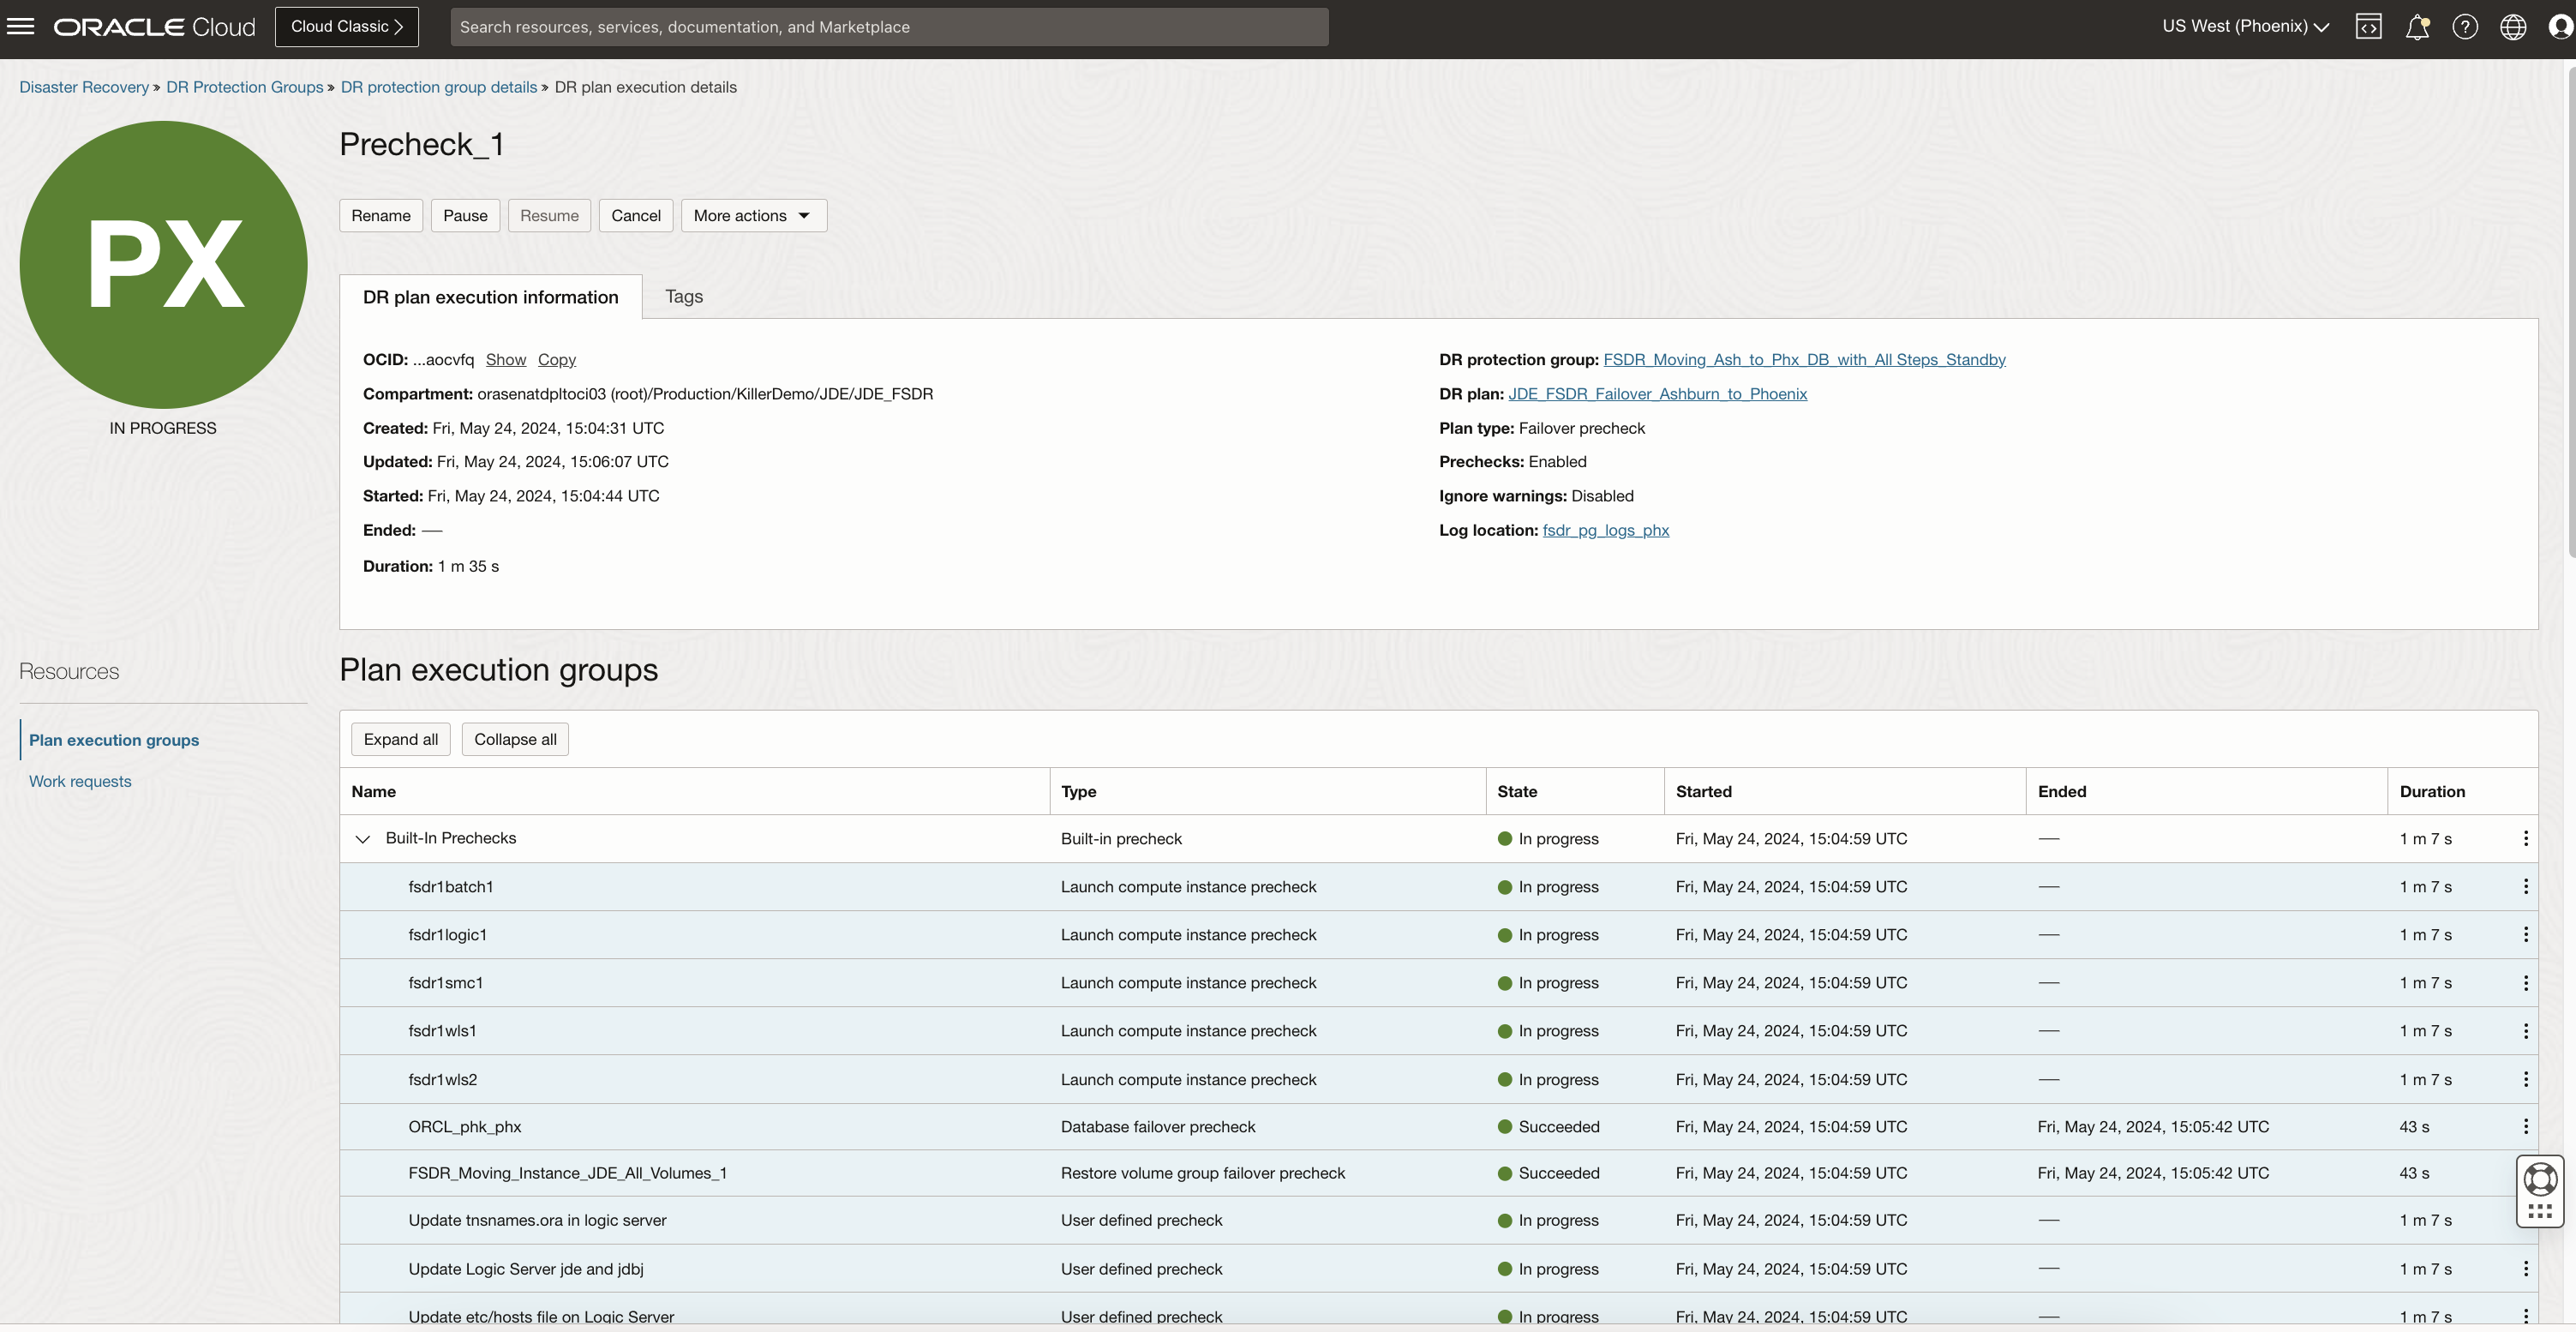 ORACLE Cloud Cloud Classic Search resources, services, documentation, and Marketplace US West (Phoenix)
Disaster Recovery » DR Protection Groups » DR protection group details » DR plan execution details
PX
IN PROGRESS
Precheck_1
Rename Pause Resume Cancel More actions
DR plan execution information Tags
OCID: ...aocvfq Show Copy
Compartment: orasenatdpltoci03 (root)/Production/KillerDemo/JDE/JDE_FSDR
Created: Fri, May 24, 2024, 15:04:31 UTC
Updated: Fri, May 24, 2024, 15:06:07 UTC
Started: Fri, May 24, 2024, 15:04:44 UTC
Ended: —
Duration: 1 m 35 s
DR protection group: FSDR_Moving_Ash_to_Phx_DB_with_All Steps_Standby
DR plan: JDE_FSDR_Failover_Ashburn_to_Phoenix
Plan type: Failover precheck
Prechecks: Enabled
Ignore warnings: Disabled
Log location: fsdr_pg_logs_phx
Resources
Plan execution groups
Work requests
Plan execution groups
Expand all Collapse all
Name Type State Started Ended Duration
Built-In Prechecks Built-in precheck In progress Fri, May 24, 2024, 15:04:59 UTC — 1 m 7 s
fsdr1batch1 Launch compute instance precheck In progress Fri, May 24, 2024, 15:04:59 UTC — 1 m 7 s
fsdr1logic1 Launch compute instance precheck In progress Fri, May 24, 2024, 15:04:59 UTC — 1 m 7 s
fsdr1smc1 Launch compute instance precheck In progress Fri, May 24, 2024, 15:04:59 UTC — 1 m 7 s
fsdr1wls1 Launch compute instance precheck In progress Fri, May 24, 2024, 15:04:59 UTC — 1 m 7 s
fsdr1wls2 Launch compute instance precheck In progress Fri, May 24, 2024, 15:04:59 UTC — 1 m 7 s
ORCL_phk_phx Database failover precheck Succeeded Fri, May 24, 2024, 15:04:59 UTC Fri, May 24, 2024, 15:05:42 UTC 43 s
FSDR_Moving_Instance_JDE_All_Volumes_1 Restore volume group failover precheck Succeeded Fri, May 24, 2024, 15:04:59 UTC Fri, May 24, 2024, 15:05:42 UTC 43 s
Update tnsnames.ora in logic server User defined precheck In progress Fri, May 24, 2024, 15:04:59 UTC — 1 m 7 s
Update Logic Server jde and jdbj User defined precheck In progress Fri, May 24, 2024, 15:04:59 UTC — 1 m 7 s
Update etc/hosts file on Logic Server User defined precheck In progress Fri, May 24, 2024, 15:04:59 UTC — 1 m 7 s